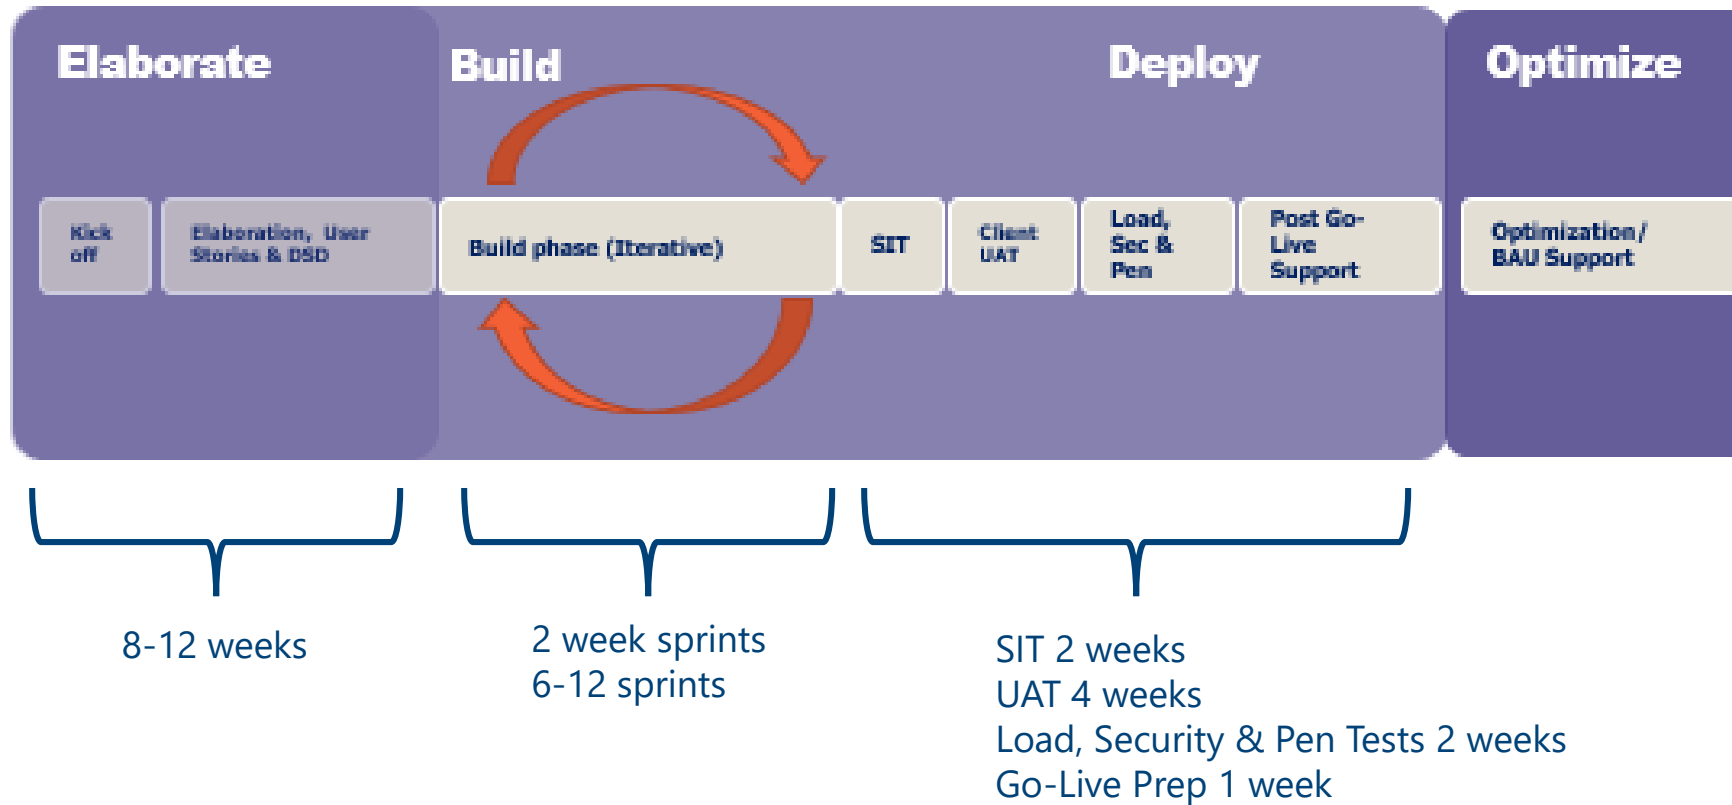 Elaborate
Build
Deploy
Optimize
Kick
off
Elaboration, User
Stories & DSD
Build phase (Iterative)
SIT
Client
UAT
Load,
Sec &
Pen
Post Go-
Live
Support
Optimization/
BAU Support
8-12 weeks
2 week sprints
6-12 sprints
SIT 2 weeks
UAT 4 weeks
Load, Security & Pen Tests 2 weeks
Go-Live Prep 1 week